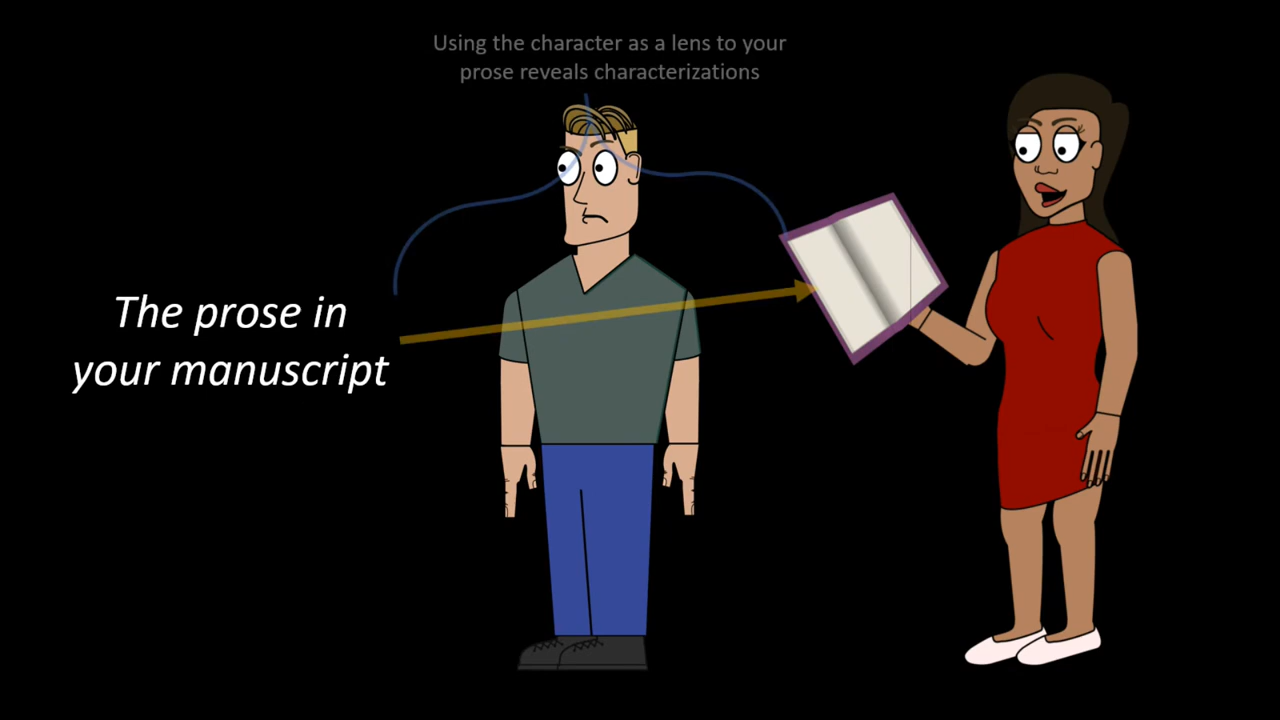 Using the character as a lens to your
prose reveals characterizations
The prose in
your manuscript